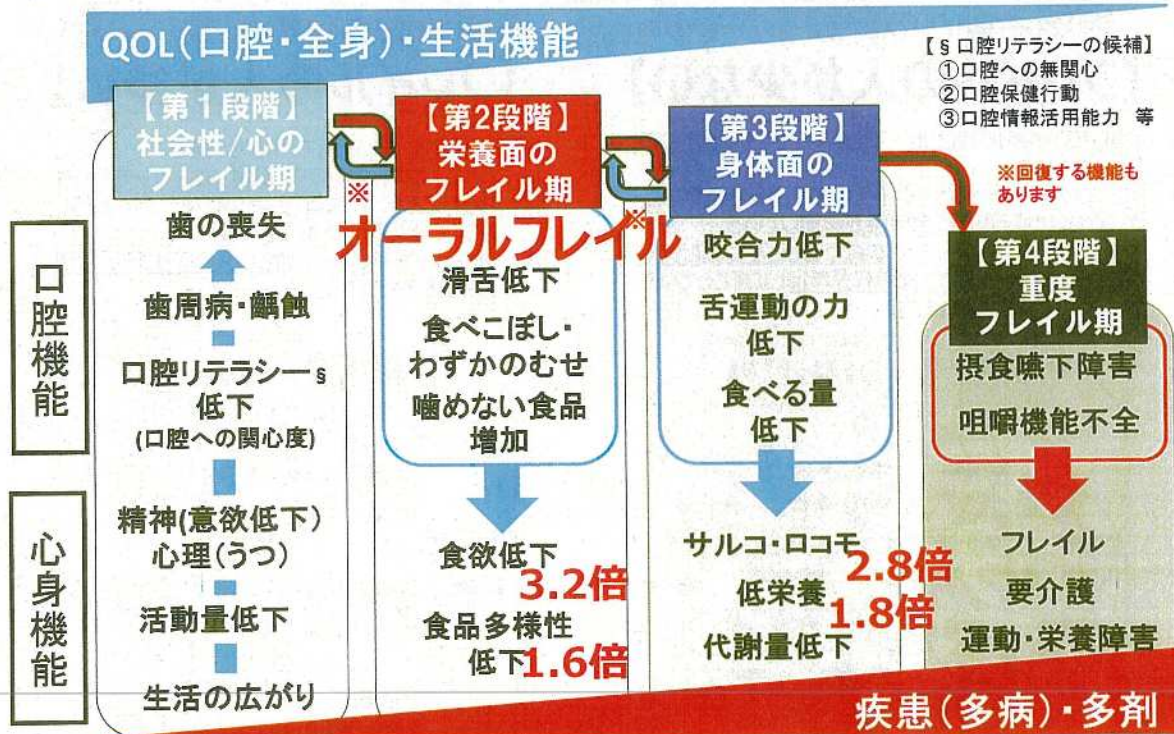 QOL(口腔・全身)・生活機能
【§口腔リテラシーの候補】
①口腔への無関心
②口腔保健行動
③口腔情報活用能力 等
【第1段階】
社会性/心の
フレイル期
【第2段階】
栄養面の
フレイル期
【第3段階】
身体面の
フレイル期
※回復する機能も
あります
【第4段階】
重度
フレイル期
※
オーラルフレイル
※
口腔機能
歯の喪失
歯周病・齲蝕
口腔リテラシー§
低下
(口腔への関心度)
滑舌低下
食べこぼし・
わずかのむせ
噛めない食品
増加
咬合力低下
舌運動の力
低下
食べる量
低下
摂食嚥下障害
咀嚼機能不全
心身機能
精神(意欲低下)
心理(うつ)
活動量低下
生活の広がり
食欲低下
3.2倍
食品多様性
低下1.6倍
サルコ・ロコモ
2.8倍
低栄養
1.8倍
代謝量低下
フレイル
要介護
運動・栄養障害
疾患(多病)・多剤